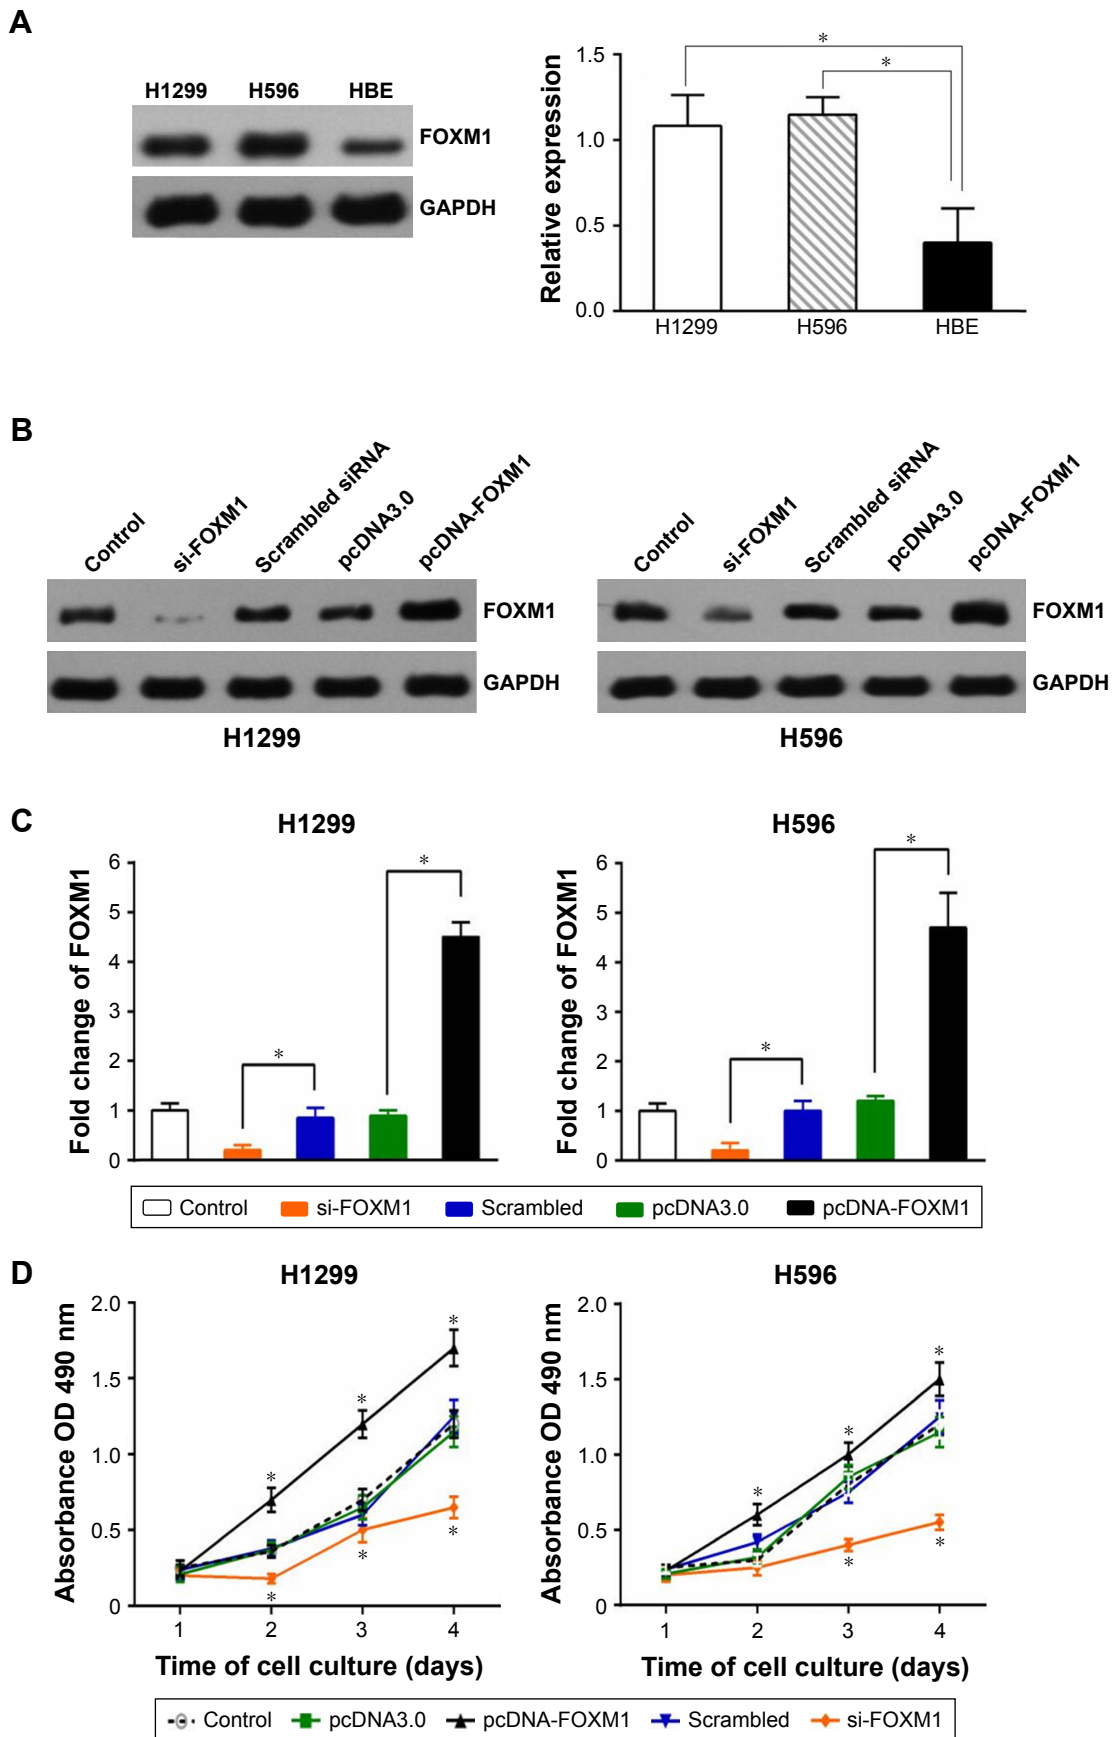 A
H1299 H596 HBE
FOXM1
GAPDH
Relative expression
1.5
1.0
0.5
0.0
*
*
H1299 H596 HBE
B
Control si-FOXM1 Scrambled siRNA pcDNA3.0 pcDNA-FOXM1
FOXM1
GAPDH
H1299
Control si-FOXM1 Scrambled siRNA pcDNA3.0 pcDNA-FOXM1
FOXM1
GAPDH
H596
C
H1299
Fold change of FOXM1
6
5
4
3
2
1
0
*
*
H596
Fold change of FOXM1
6
5
4
3
2
1
0
*
*
Control si-FOXM1 Scrambled pcDNA3.0 pcDNA-FOXM1
D
H1299
Absorbance OD 490 nm
2.0
1.5
1.0
0.5
0
*
*
*
*
*
*
1 2 3 4
Time of cell culture (days)
H596
Absorbance OD 490 nm
2.0
1.5
1.0
0.5
0
*
*
*
*
*
1 2 3 4
Time of cell culture (days)
Control pcDNA3.0 pcDNA-FOXM1 Scrambled si-FOXM1